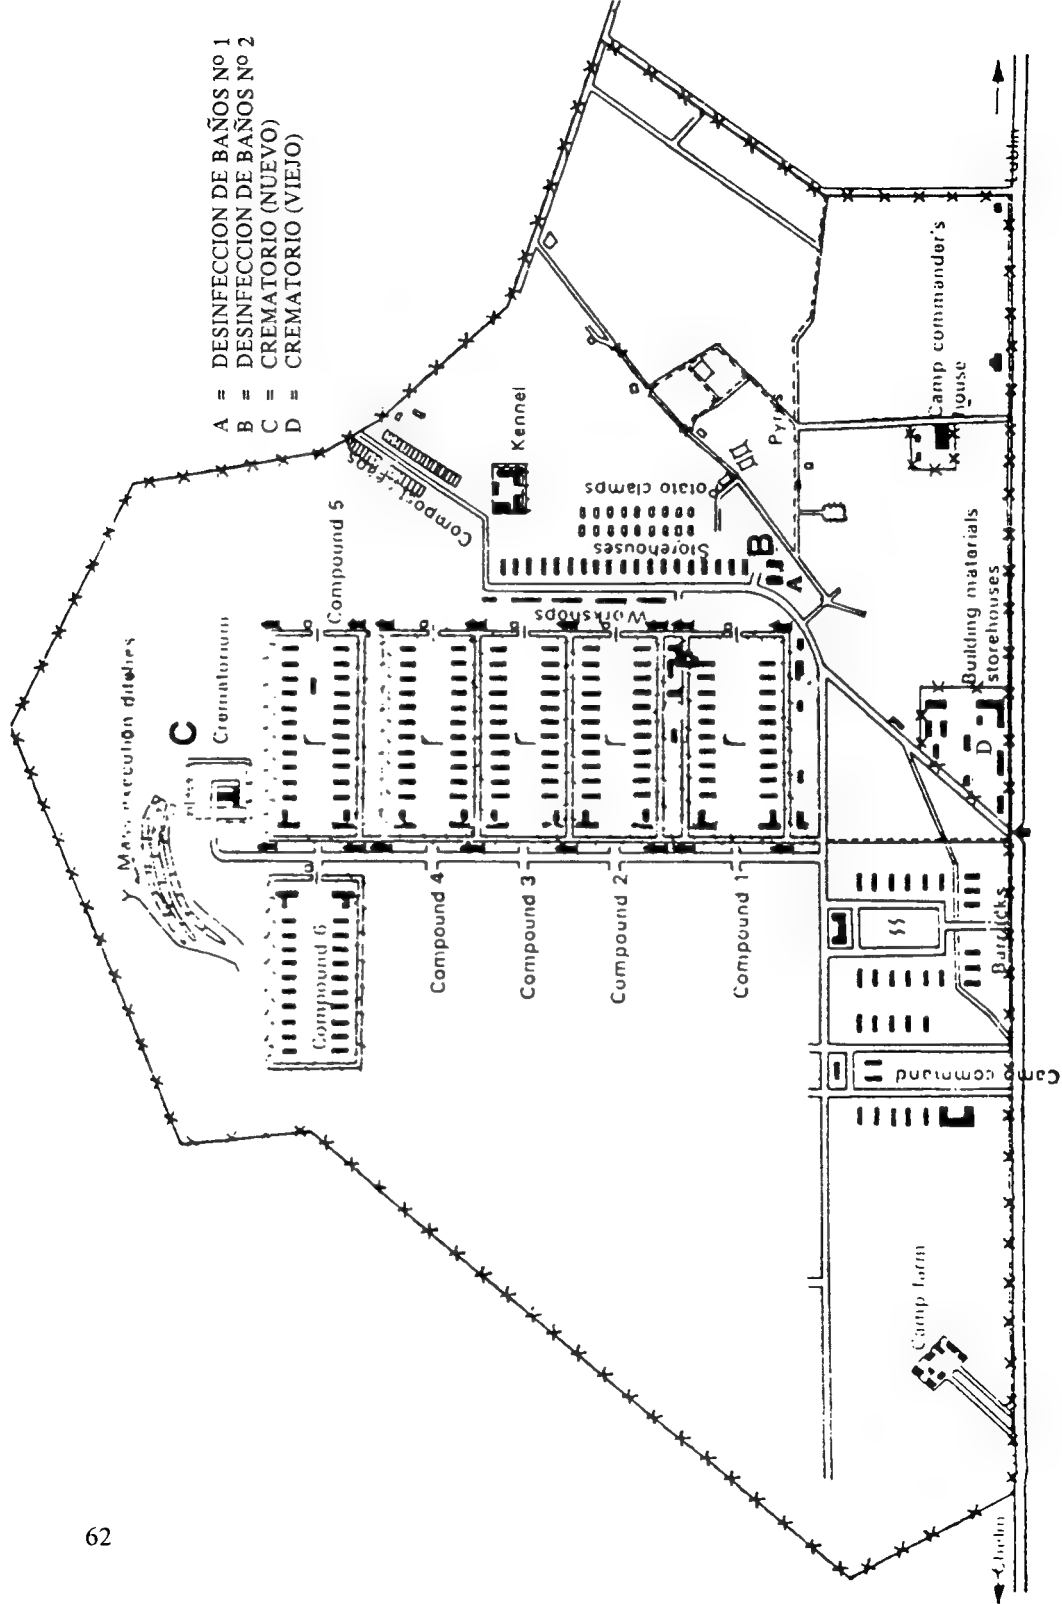 A = DESINFECCION DE BAÑOS Nº 1
B = DESINFECCION DE BAÑOS Nº 2
C = CREMATORIO (NUEVO)
D = CREMATORIO (VIEJO)
Mass execution ditches
C
Crematorium
Compound 5
Compost
Kennel
Potato clamps
Storehouses
Workshops
B
A
Pyres
Compound 6
Compound 4
Compound 3
Compound 2
Compound 1
Camp commander's
house
Building materials
storehouses
D
SS
Barracks
Camp command
Camp farm
Lublin
Chelm
62